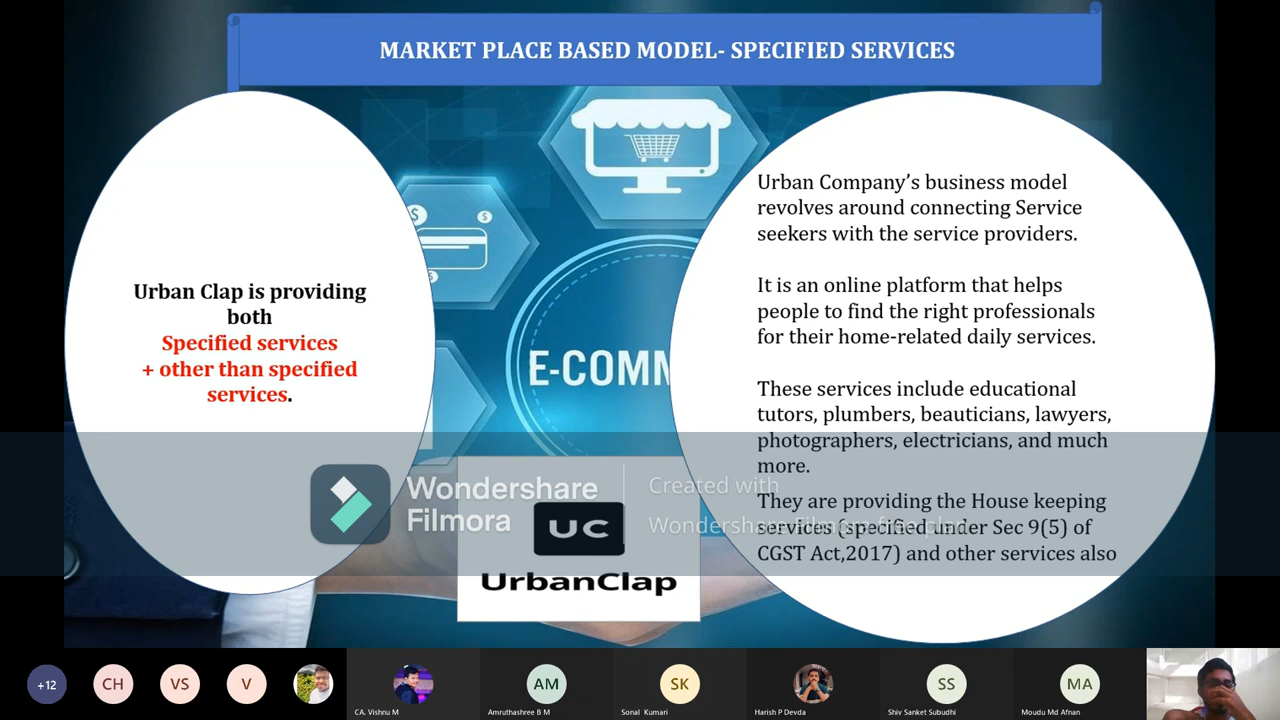 MARKET PLACE BASED MODEL- SPECIFIED SERVICES
Urban Clap is providing
both
Specified services
+ other than specified
services.
E-COMM
Urban Company’s business model
revolves around connecting Service
seekers with the service providers.
It is an online platform that helps
people to find the right professionals
for their home-related daily services.
These services include educational
tutors, plumbers, beauticians, lawyers,
photographers, electricians, and much
more.
They are providing the House keeping
services (specified under Sec 9(5) of
CGST Act,2017) and other services also
Wondershare
Filmora
Created with
Wondershare Filmora free plan
UC
UrbanClap
+12
CH
VS
V
CA. Vishnu M
AM
Amruthashree B M
SK
Sonal Kumari
Harish P Devda
SS
Shiv Sanket Subudhi
MA
Moudu Md Afnan